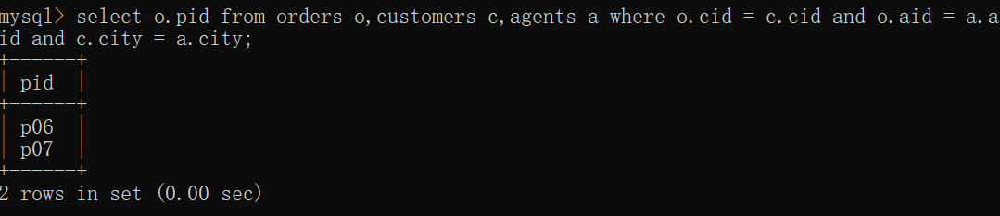 mysql> select o.pid from orders o,customers c,agents a where o.cid = c.cid and o.aid = a.a
id and c.city = a.city;
+------+
| pid  |
+------+
| p06  |
| p07  |
+------+
2 rows in set (0.00 sec)